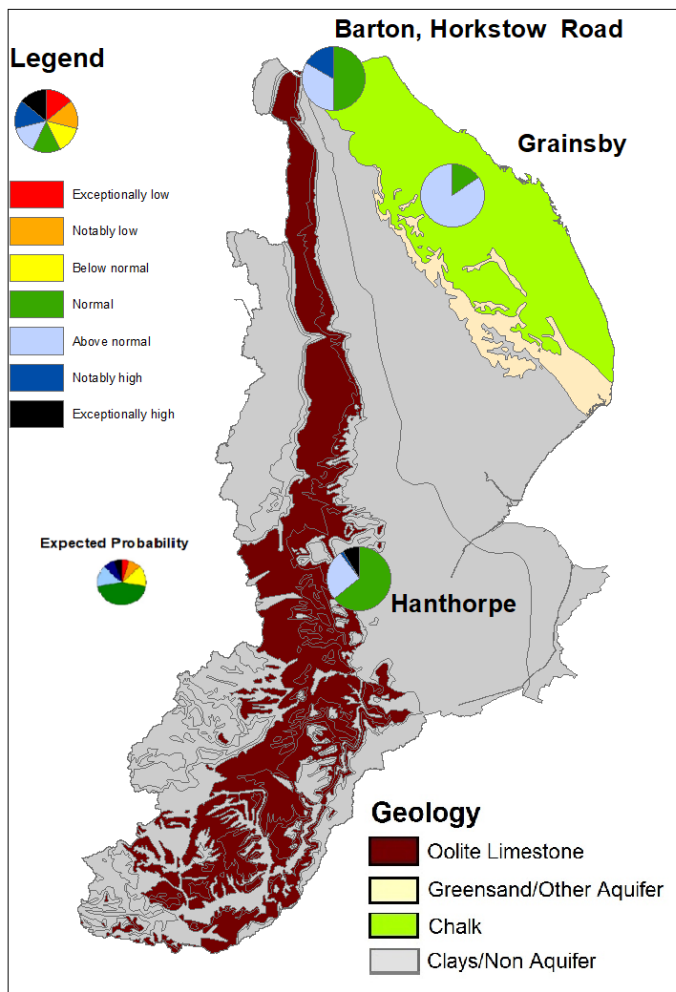 Barton, Horkstow Road
Legend
Grainsby
Exceptionally low
Notably low
Below normal
Normal
Above normal
Notably high
Exceptionally high
Expected Probability
Hanthorpe
Geology
Oolite Limestone
Greensand/Other Aquifer
Chalk
Clays/Non Aquifer